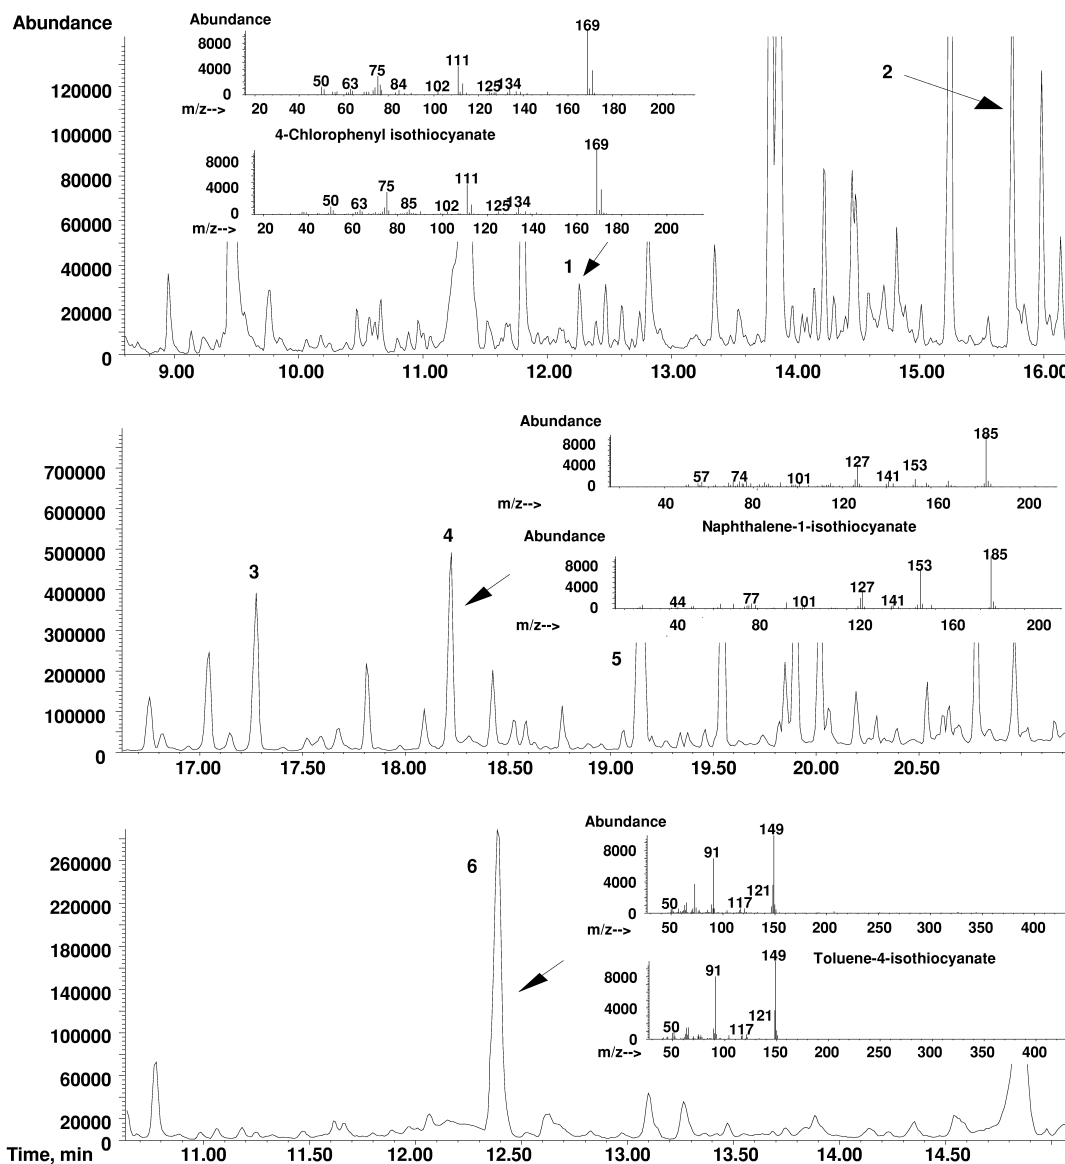 Abundance
Abundance
8000
4000
0
50 63 75 84 102 111 125 134 169
m/z-->
20 40 60 80 100 120 140 160 180 200
4-Chlorophenyl isothiocyanate
8000
4000
0
50 63 75 85 102 111 125 134 169
m/z-->
20 40 60 80 100 120 140 160 180 200
120000
100000
80000
60000
40000
20000
0
1
2
9.00 10.00 11.00 12.00 13.00 14.00 15.00 16.00
Abundance
8000
4000
0
57 74 101 127 141 153 185
m/z-->
40 80 120 160 200
Naphthalene-1-isothiocyanate
Abundance
8000
4000
0
44 77 101 127 141 153 185
m/z-->
40 80 120 160 200
700000
600000
500000
400000
300000
200000
100000
0
3
4
5
17.00 17.50 18.00 18.50 19.00 19.50 20.00 20.50
Abundance
8000
4000
0
50 91 117 121 149
m/z-->
50 100 150 200 250 300 350 400
Toluene-4-isothiocyanate
8000
4000
0
50 91 117 121 149
m/z-->
50 100 150 200 250 300 350 400
260000
220000
180000
140000
100000
60000
20000
0
6
Time, min
11.00 11.50 12.00 12.50 13.00 13.50 14.00 14.50